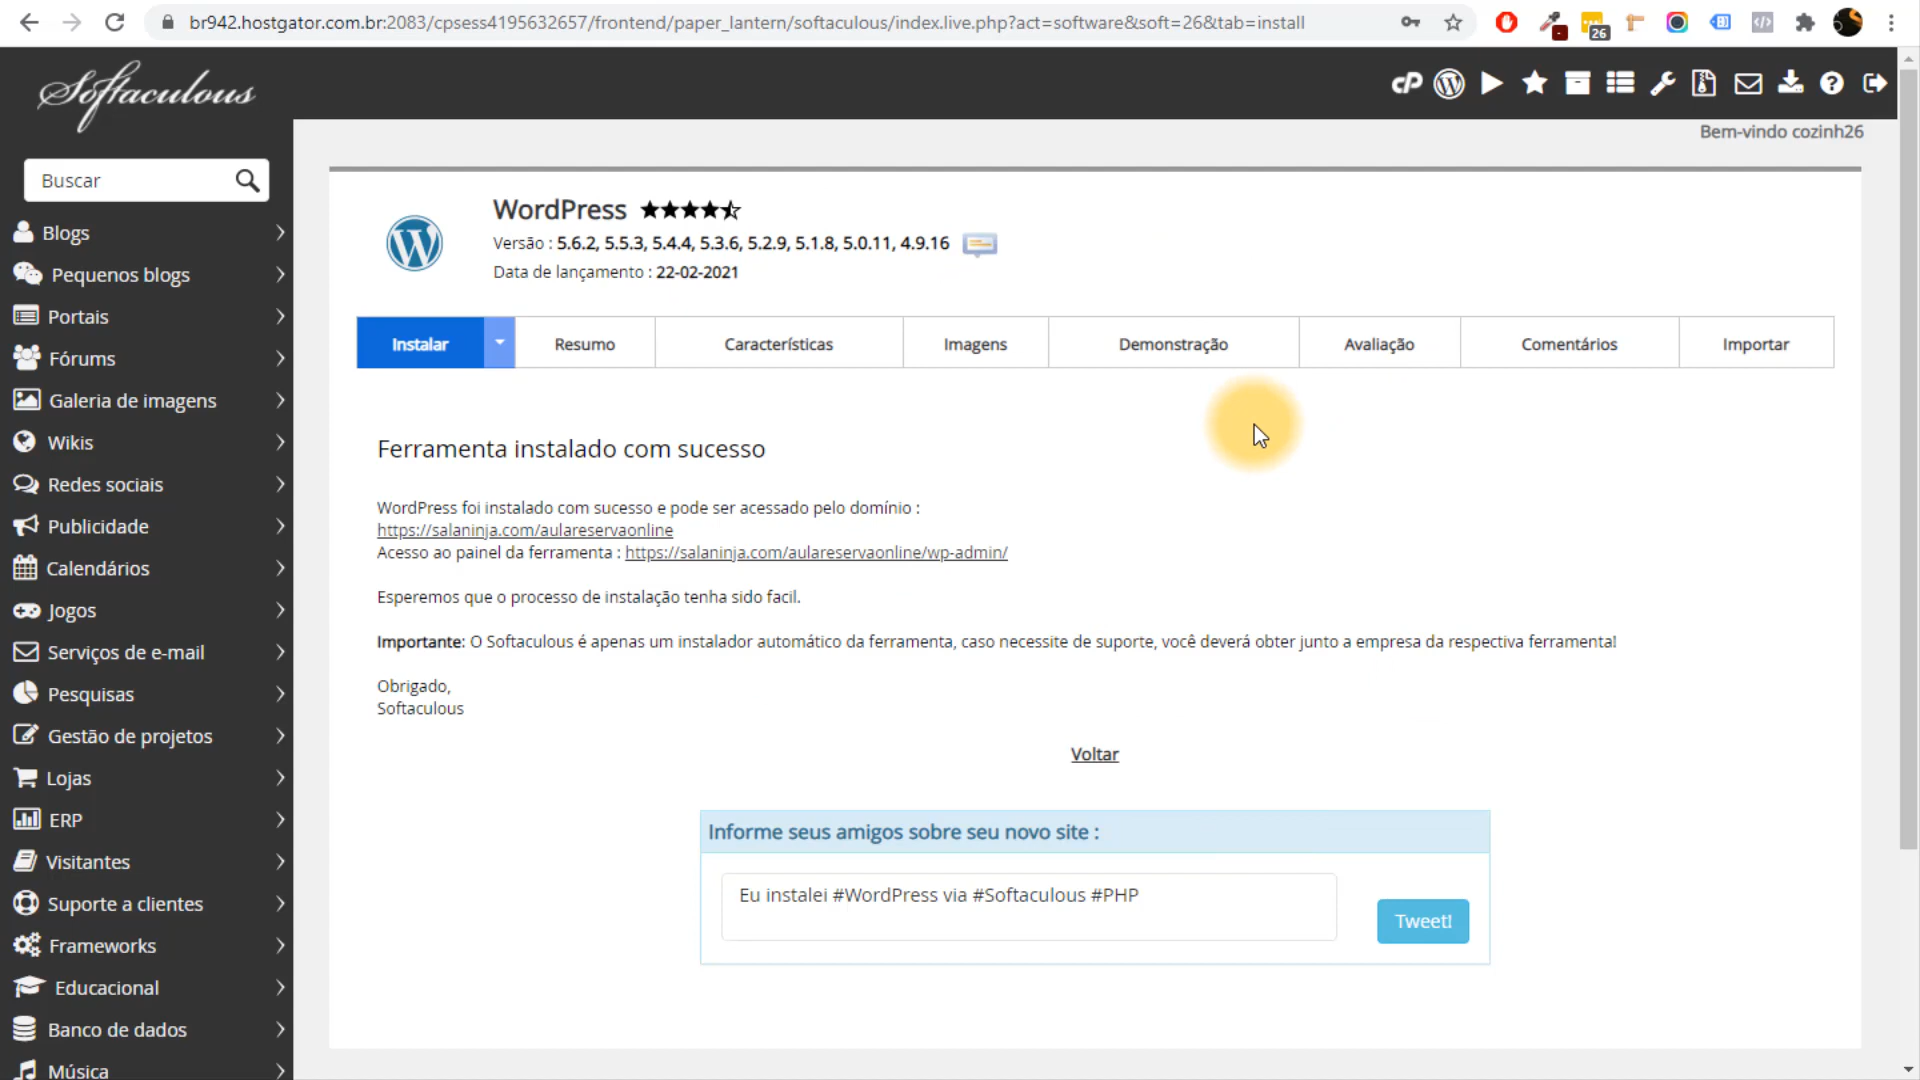 br942.hostgator.com.br:2083/cpsess4195632657/frontend/paper_lantern/softaculous/index.live.php?act=software&soft=26&tab=install
26
Softaculous
cP
Bem-vindo cozinh26
Buscar
Blogs
Pequenos blogs
Portais
Fórums
Galeria de imagens
Wikis
Redes sociais
Publicidade
Calendários
Jogos
Serviços de e-mail
Pesquisas
Gestão de projetos
Lojas
ERP
Visitantes
Suporte a clientes
Frameworks
Educacional
Banco de dados
Música
WordPress
Versão : 5.6.2, 5.5.3, 5.4.4, 5.3.6, 5.2.9, 5.1.8, 5.0.11, 4.9.16
Data de lançamento : 22-02-2021
Instalar
Resumo
Características
Imagens
Demonstração
Avaliação
Comentários
Importar
Ferramenta instalado com sucesso
WordPress foi instalado com sucesso e pode ser acessado pelo domínio :
https://salaninja.com/aulareservaonline
Acesso ao painel da ferramenta : https://salaninja.com/aulareservaonline/wp-admin/
Esperemos que o processo de instalação tenha sido facil.
Importante: O Softaculous é apenas um instalador automático da ferramenta, caso necessite de suporte, você deverá obter junto a empresa da respectiva ferramenta!
Obrigado,
Softaculous
Voltar
Informe seus amigos sobre seu novo site :
Eu instalei #WordPress via #Softaculous #PHP
Tweet!